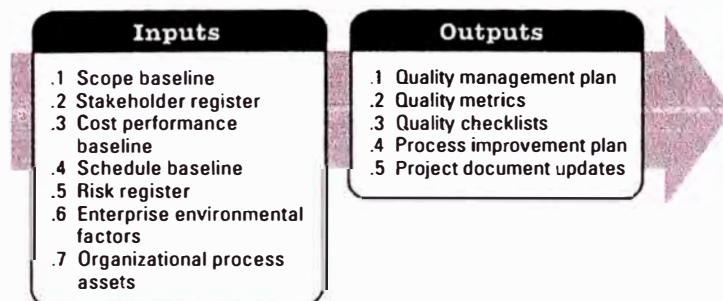 Inputs
.1 Scope baseline
.2 Stakeholder register
.3 Cost performance
baseline
.4 Schedule baseline
.5 Risk register
.6 Enterprise environmental
factors
.7 Organizational process
assets
Outputs
.1 Quality management plan
.2 Quality metrics
.3 Quality checklists
.4 Process improvement plan
.5 Project document updates